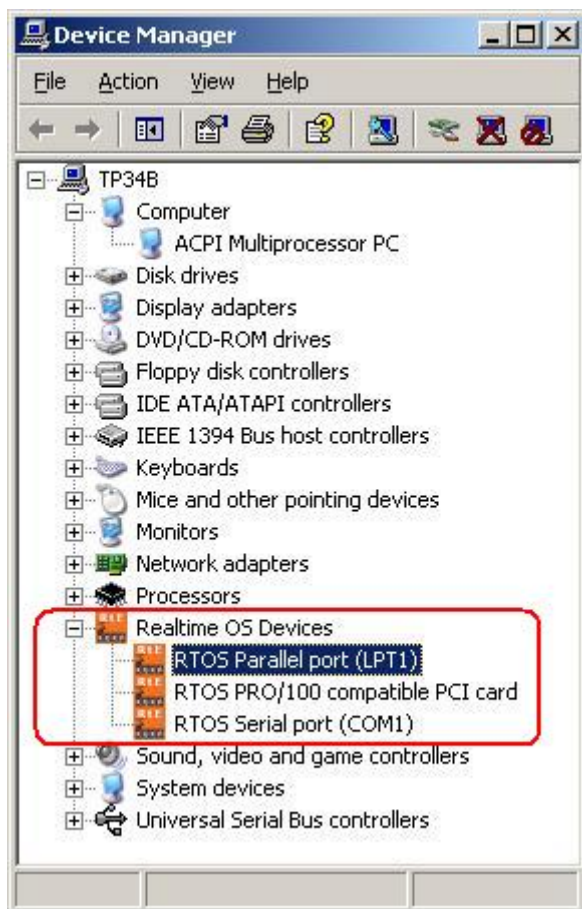 Device Manager
File Action View Help
TP34B
Computer
ACPI Multiprocessor PC
Disk drives
Display adapters
DVD/CD-ROM drives
Floppy disk controllers
IDE ATA/ATAPI controllers
IEEE 1394 Bus host controllers
Keyboards
Mice and other pointing devices
Monitors
Network adapters
Processors
Realtime OS Devices
RTOS Parallel port (LPT1)
RTOS PRO/100 compatible PCI card
RTOS Serial port (COM1)
Sound, video and game controllers
System devices
Universal Serial Bus controllers